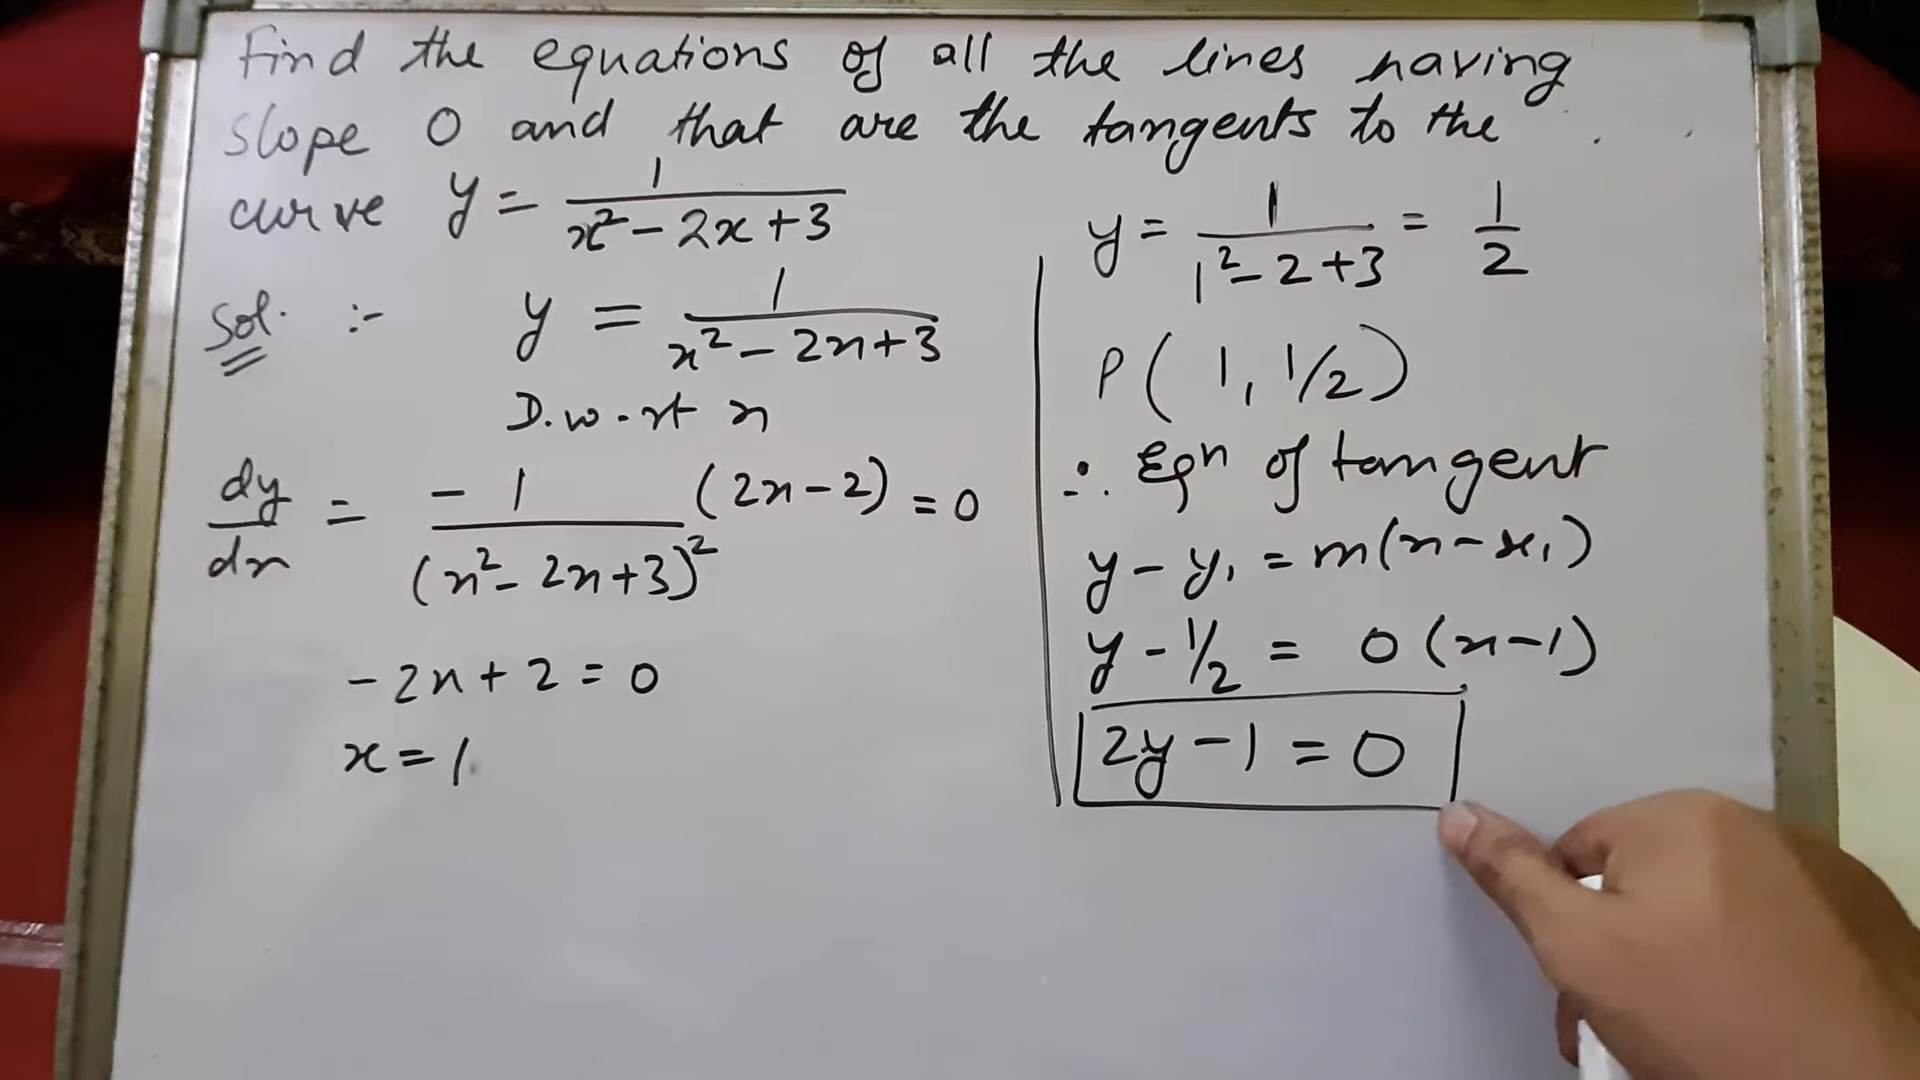 Find the equations of all the lines having
slope 0 and that are the tangents to the
curve y = 1/(x² - 2x + 3)
Sol. :- y = 1/(x² - 2x + 3)
D.w.rt x
dy/dx = -1/(x² - 2x + 3)² (2x - 2) = 0
-2x + 2 = 0
x = 1
y = 1/(1² - 2 + 3) = 1/2
P(1, 1/2)
∴ Eqn of tangent
y - y₁ = m(x - x₁)
y - 1/2 = 0(x - 1)
2y - 1 = 0